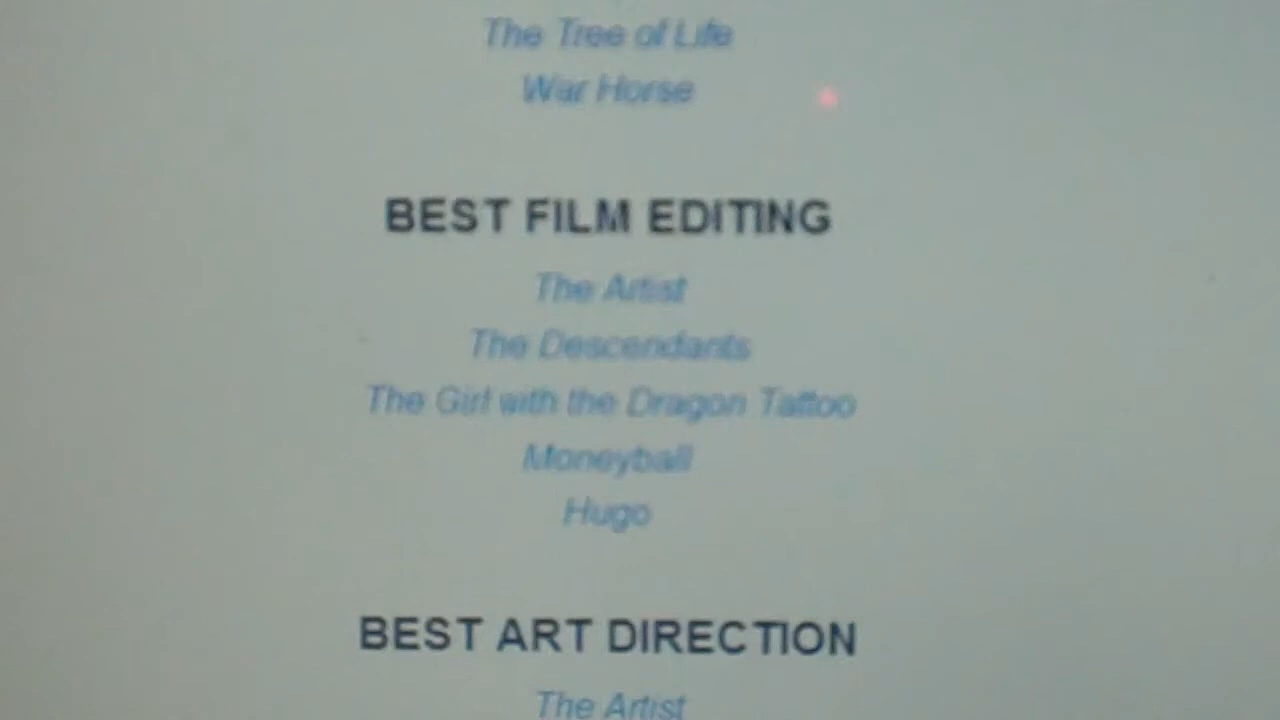 The Tree of Life
War Horse
BEST FILM EDITING
The Artist
The Descendants
The Girl with the Dragon Tattoo
Moneyball
Hugo
BEST ART DIRECTION
The Artist